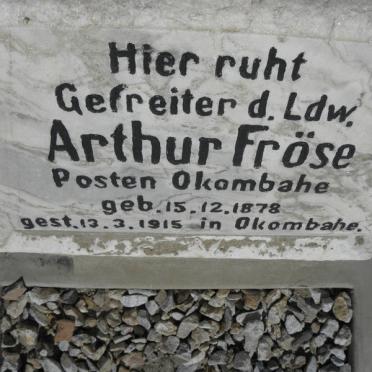 Hier ruht
Gefreiter d. Ldw.
Arthur Fröse
Posten Okombahe
geb. 15. 12. 1878
gest. 13. 3. 1915 in Okombahe.